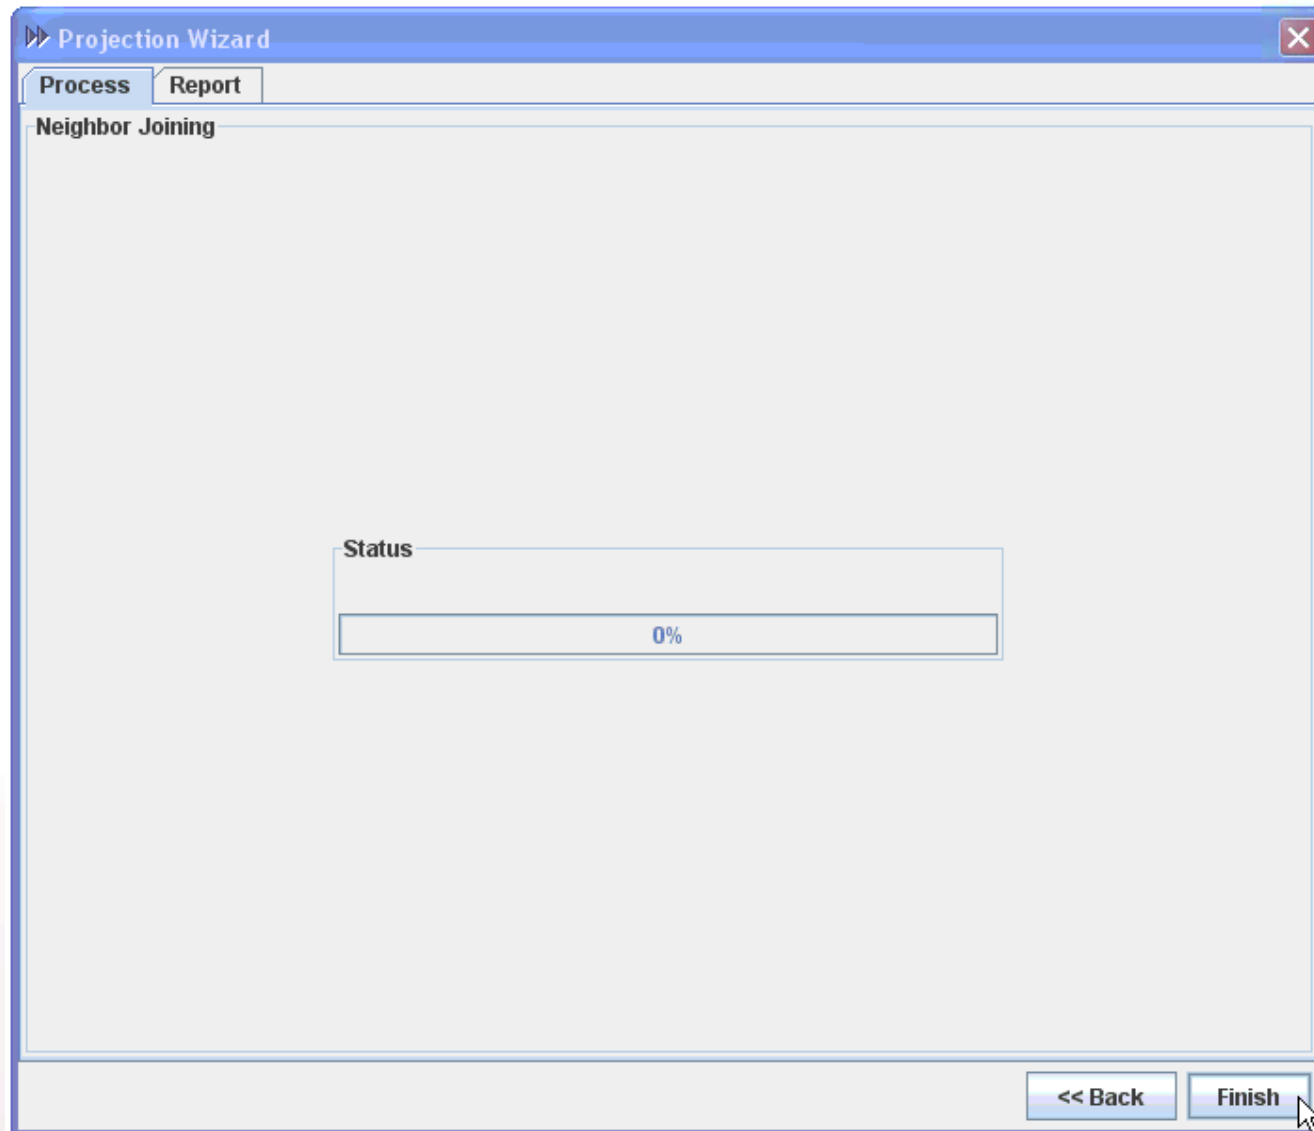 Projection Wizard
Process Report
Neighbor Joining
Status
0%
<< Back Finish